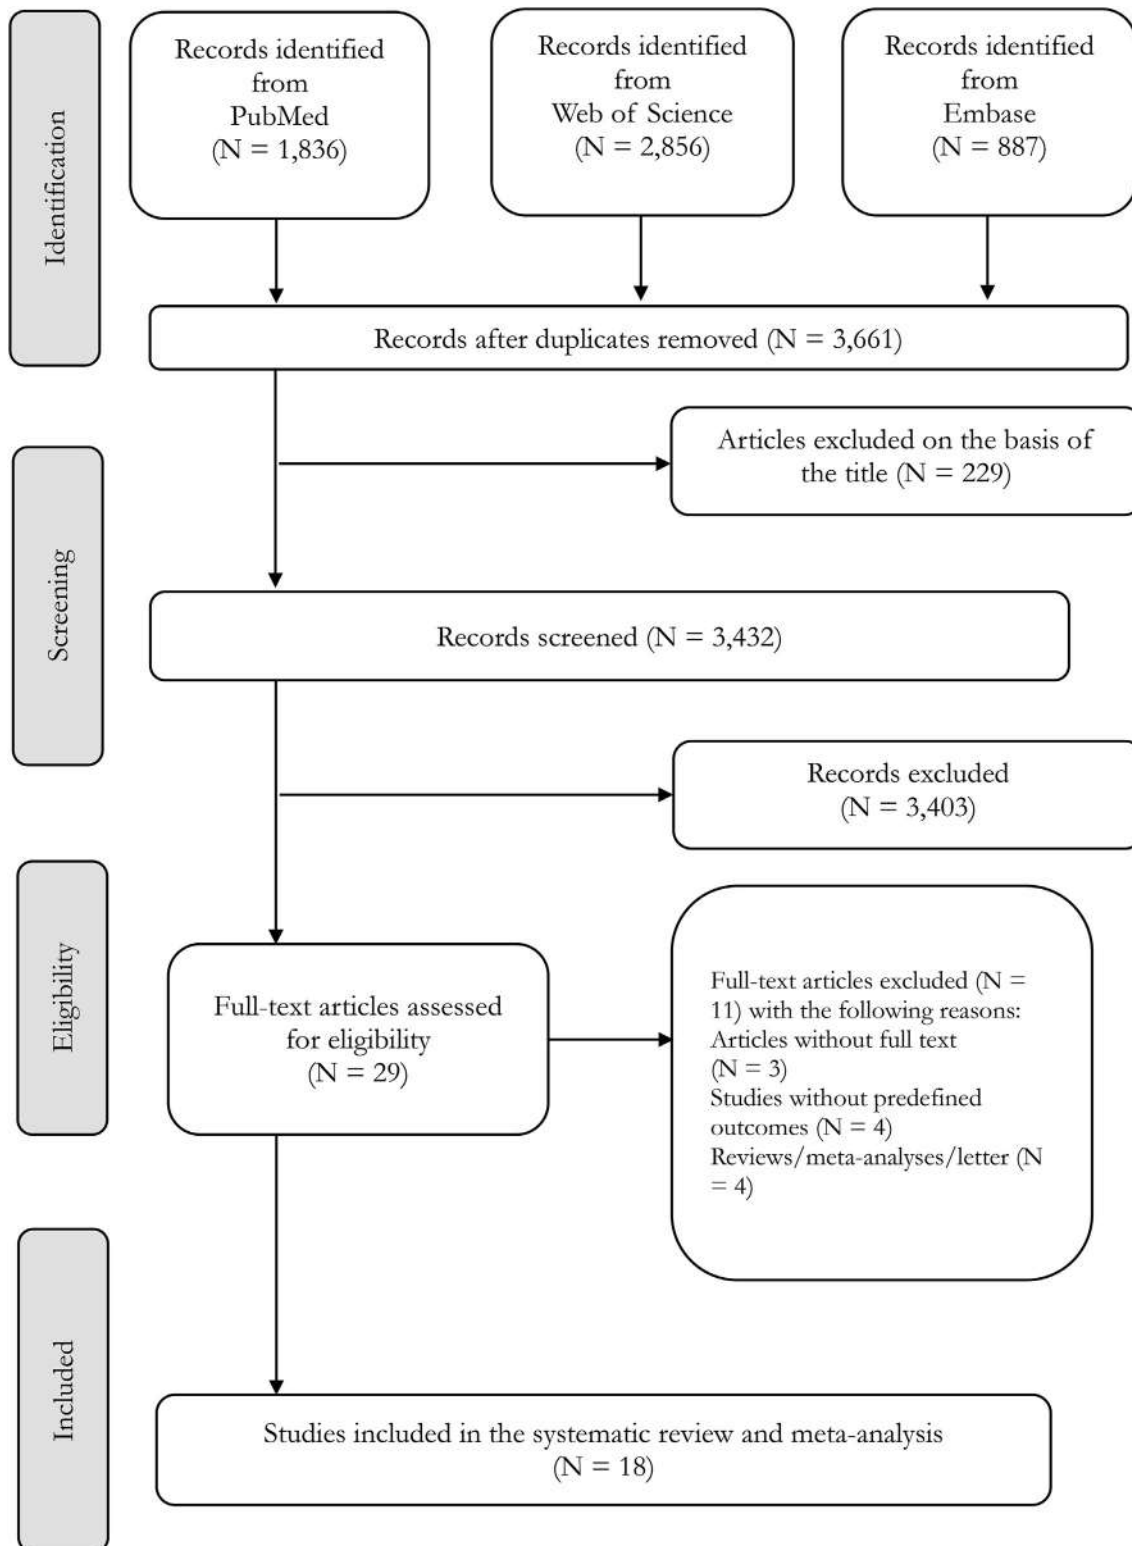 Identification
Records identified
from
PubMed
(N = 1,836)
Records identified
from
Web of Science
(N = 2,856)
Records identified
from
Embase
(N = 887)
Records after duplicates removed (N = 3,661)
Articles excluded on the basis of
the title (N = 229)
Screening
Records screened (N = 3,432)
Records excluded
(N = 3,403)
Eligibility
Full-text articles assessed
for eligibility
(N = 29)
Full-text articles excluded (N =
11) with the following reasons:
Articles without full text
(N = 3)
Studies without predefined
outcomes (N = 4)
Reviews/meta-analyses/letter (N
= 4)
Included
Studies included in the systematic review and meta-analysis
(N = 18)